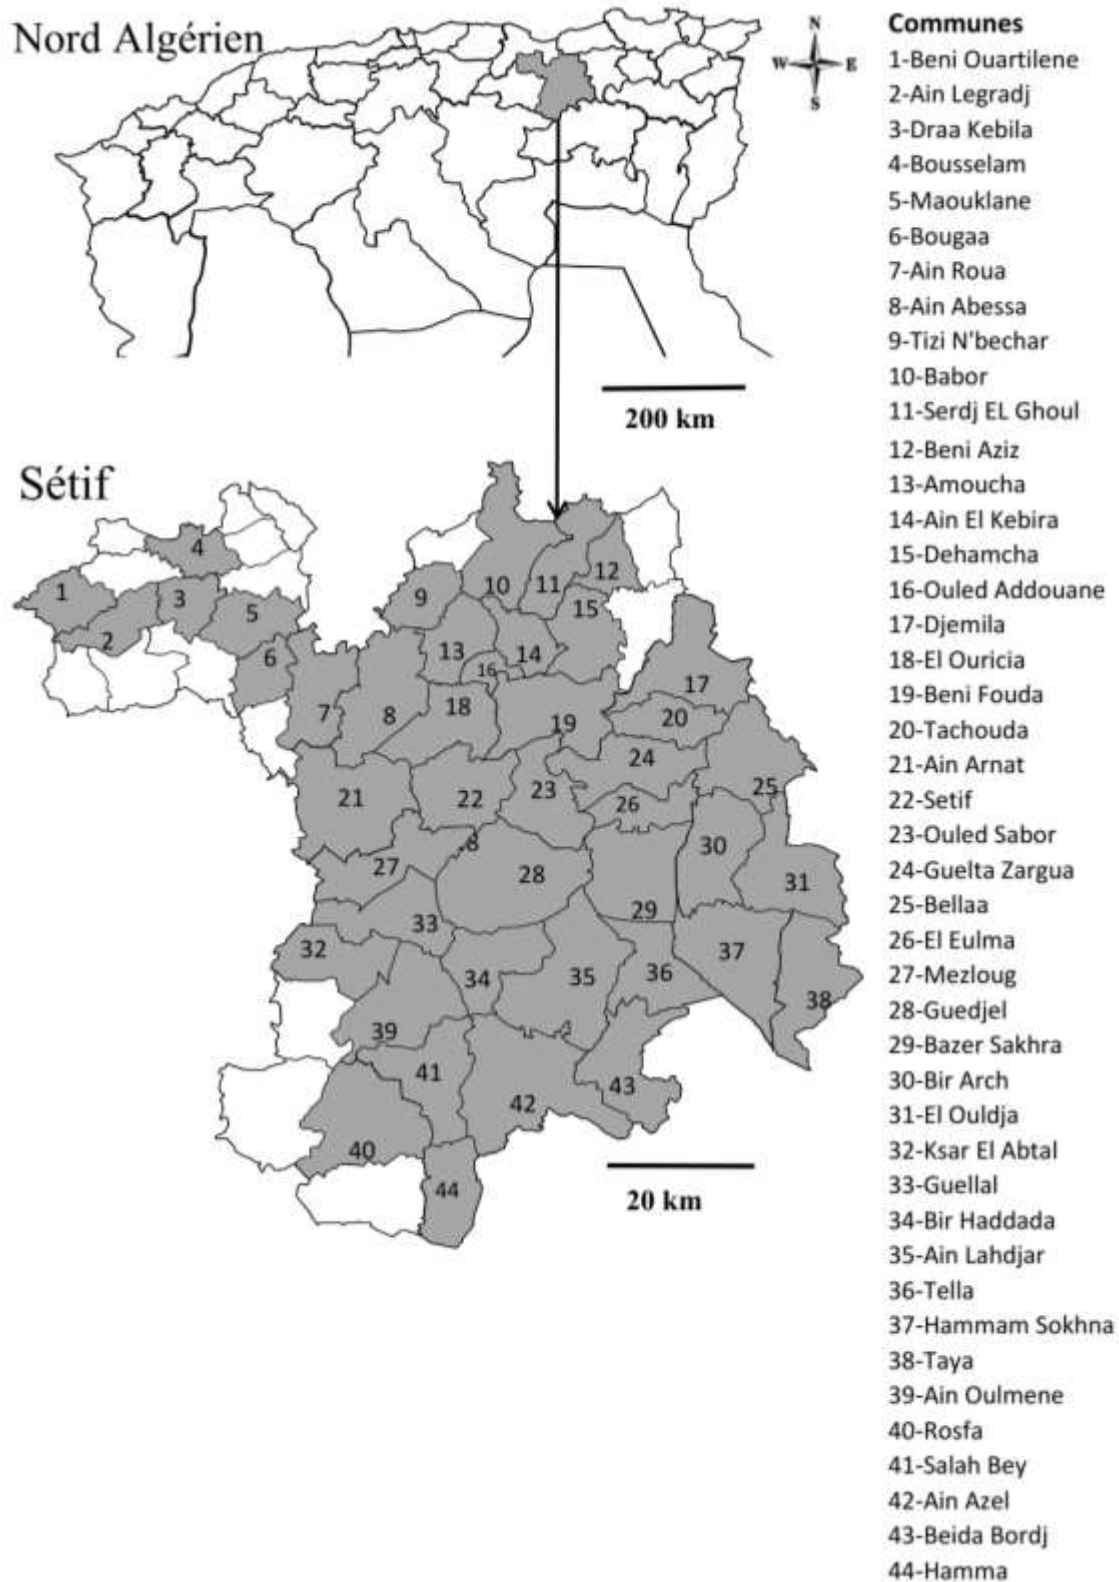 Nord Algérien
N
W E
S
200 km
Sétif
4
1
3
2
5
6
9
10
11
12
15
13
14
16
17
7
8
18
19
20
24
21
22
23
26
25
8
27
28
30
31
29
33
32
34
35
36
37
38
39
41
42
43
40
44
20 km
Communes
1-Beni Ouartilene
2-Ain Legradj
3-Draa Kebila
4-Bousselam
5-Maouklane
6-Bougaa
7-Ain Roua
8-Ain Abessa
9-Tizi N'bechar
10-Babor
11-Serdj EL Ghoul
12-Beni Aziz
13-Amoucha
14-Ain El Kebira
15-Dehamcha
16-Ouled Addouane
17-Djemila
18-El Ouricia
19-Beni Fouda
20-Tachouda
21-Ain Arnat
22-Setif
23-Ouled Sabor
24-Guelta Zargua
25-Bellaa
26-El Eulma
27-Mezloug
28-Guedjel
29-Bazer Sakhra
30-Bir Arch
31-El Ouldja
32-Ksar El Abtal
33-Guellal
34-Bir Haddada
35-Ain Lahdjar
36-Tella
37-Hammam Sokhna
38-Taya
39-Ain Oulmene
40-Rosfa
41-Salah Bey
42-Ain Azel
43-Beida Bordj
44-Hamma